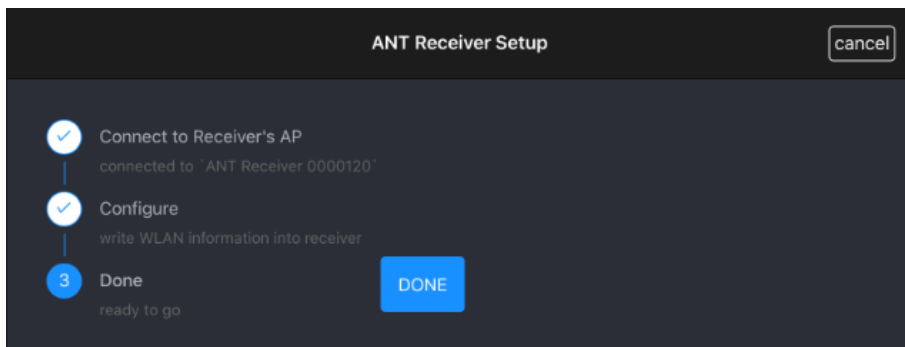 ANT Receiver Setup
cancel
Connect to Receiver's AP
connected to `ANT Receiver 0000120`
Configure
write WLAN information into receiver
3
Done
DONE
ready to go